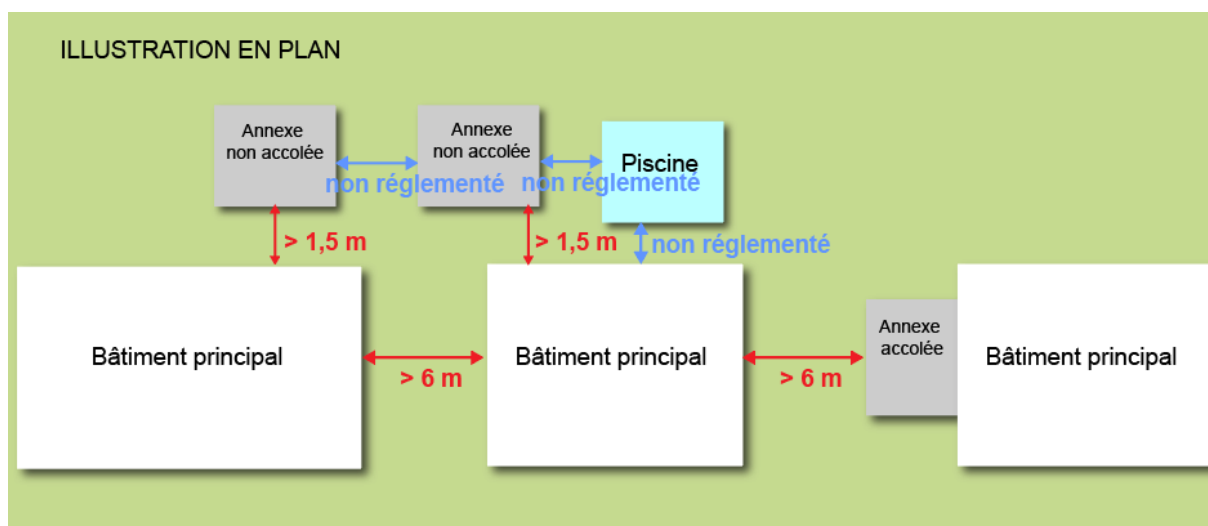 ILLUSTRATION EN PLAN
Annexe
non accolée
Annexe
non accolée
Piscine
non réglementé
non réglementé
> 1,5 m
> 1,5 m
non réglementé
Bâtiment principal
Bâtiment principal
Annexe
accolée
Bâtiment principal
> 6 m
> 6 m